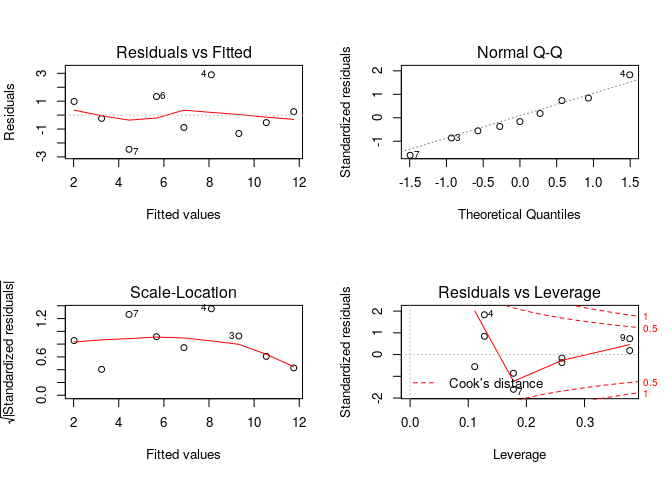 Residuals vs Fitted
Residuals
3
1
-1
-3
4
6
7
2 4 6 8 10 12
Fitted values
Normal Q-Q
Standardized residuals
2
1
0
-1
4
3
7
-1.5 -1.0 -0.5 0.0 0.5 1.0 1.5
Theoretical Quantiles
Scale-Location
√|Standardized residuals|
1.2
0.6
0.0
7
4
3
2 4 6 8 10 12
Fitted values
Residuals vs Leverage
Standardized residuals
2
0
-2
4
9
7
1
0.5
0.5
1
Cook's distance
0.0 0.1 0.2 0.3
Leverage